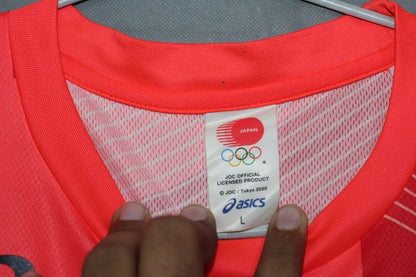 JAPAN
JOC OFFICIAL
LICENSED PRODUCT
© JOC / Tokyo 2020
asics
L